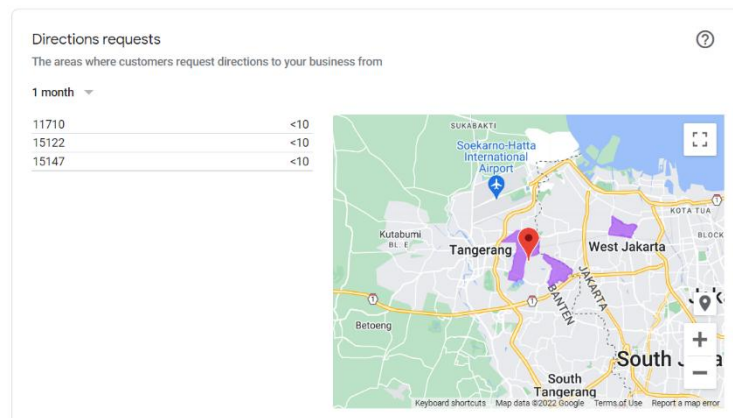 Directions requests
The areas where customers request directions to your business from
1 month
11710 <10
15122 <10
15147 <10
SUKABAKTI
Soekarno-Hatta
International
Airport
KOTA TUA
Kutabumi
BL. E
BLOCK
Tangerang
West Jakarta
JAKARTA
BANTEN
Betoeng
South
South
Tangerang
Keyboard shortcuts Map data ©2022 Google Terms of Use Report a map error